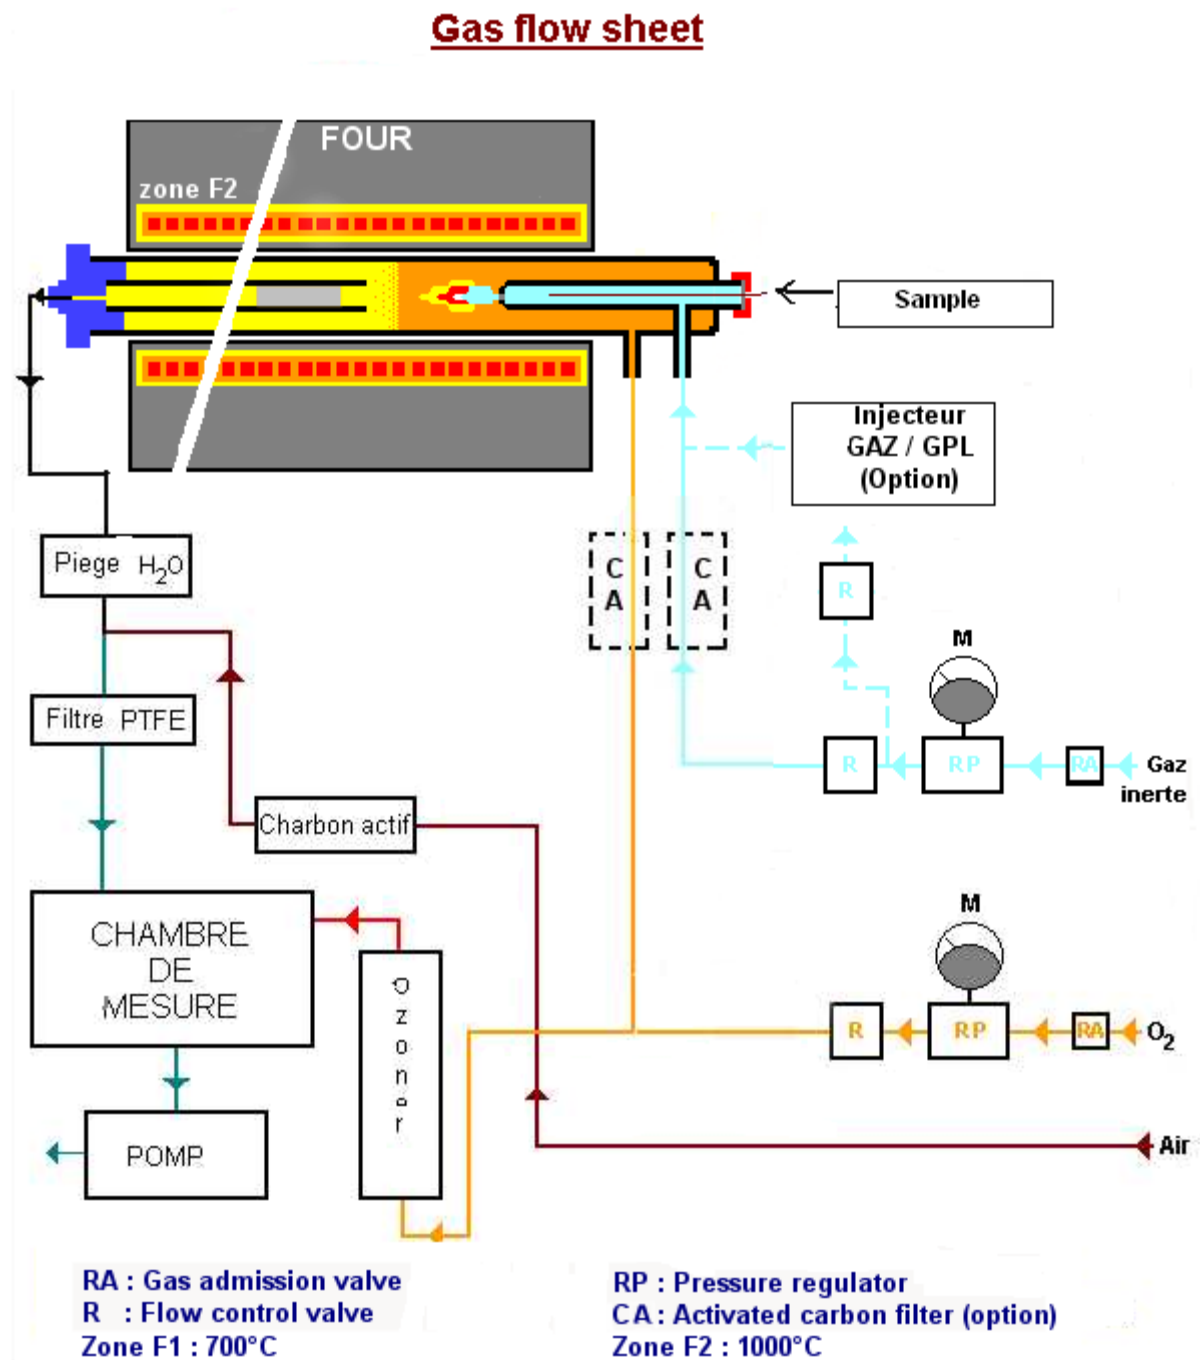 Gas flow sheet
FOUR
zone F2
Sample
Injecteur
GAZ / GPL
(Option)
Piege H2O
C
A
C
A
R
M
Filtre PTFE
R
RP
RA
Gaz
inerte
Charbon actif
M
CHAMBRE
DE
MESURE
Ozoner
R
RP
RA
O2
Air
POMP
RA : Gas admission valve
R : Flow control valve
Zone F1 : 700°C
RP : Pressure regulator
CA : Activated carbon filter (option)
Zone F2 : 1000°C